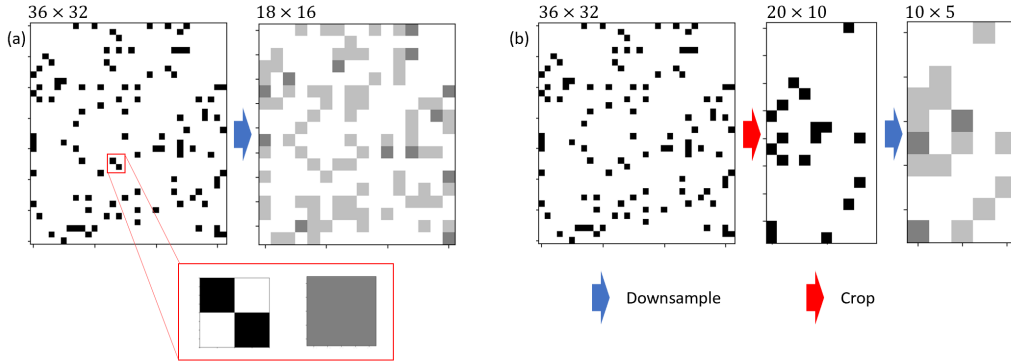 (a)
36 × 32
18 × 16
(b)
36 × 32
20 × 10
10 × 5
Downsample
Crop